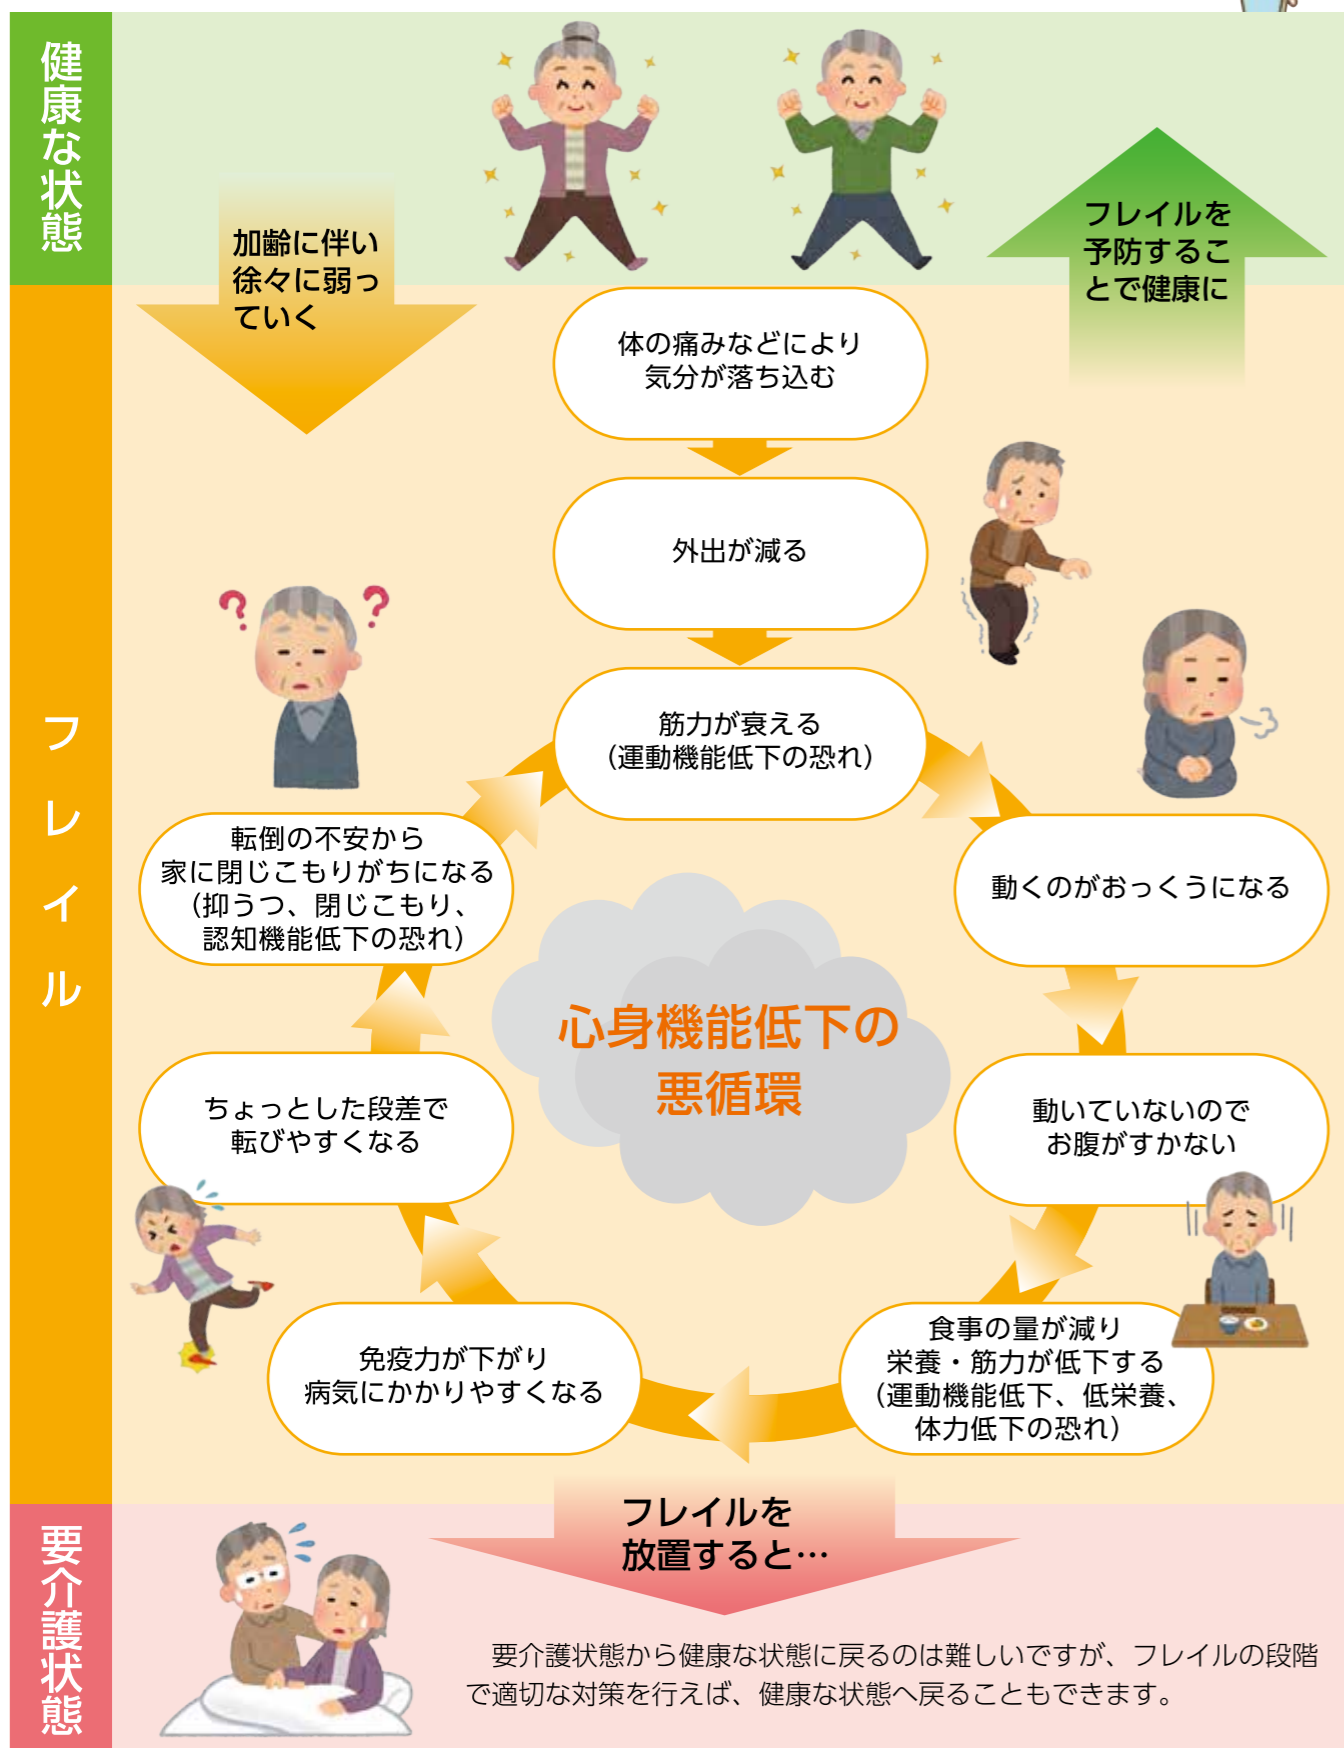 健康な状態
加齢に伴い
徐々に弱っ
ていく
フレイルを
予防するこ
とで健康に
フレイル
体の痛みなどにより
気分が落ち込む
外出が減る
筋力が衰える
（運動機能低下の恐れ）
動くのがおっくうになる
動いていないので
お腹がすかない
食事の量が減り
栄養・筋力が低下する
（運動機能低下、低栄養、
体力低下の恐れ）
免疫力が下がり
病気にかかりやすくなる
ちょっとした段差で
転びやすくなる
転倒の不安から
家に閉じこもりがちになる
（抑うつ、閉じこもり、
認知機能低下の恐れ）
心身機能低下の
悪循環
フレイルを
放置すると…
要介護状態
要介護状態から健康な状態に戻るのは難しいですが、フレイルの段階
で適切な対策を行えば、健康な状態へ戻ることもできます。